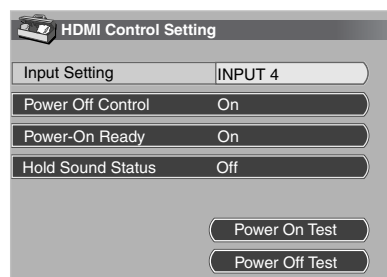 HDMI Control Setting
Input Setting INPUT 4
Power Off Control On
Power-On Ready On
Hold Sound Status Off
Power On Test
Power Off Test